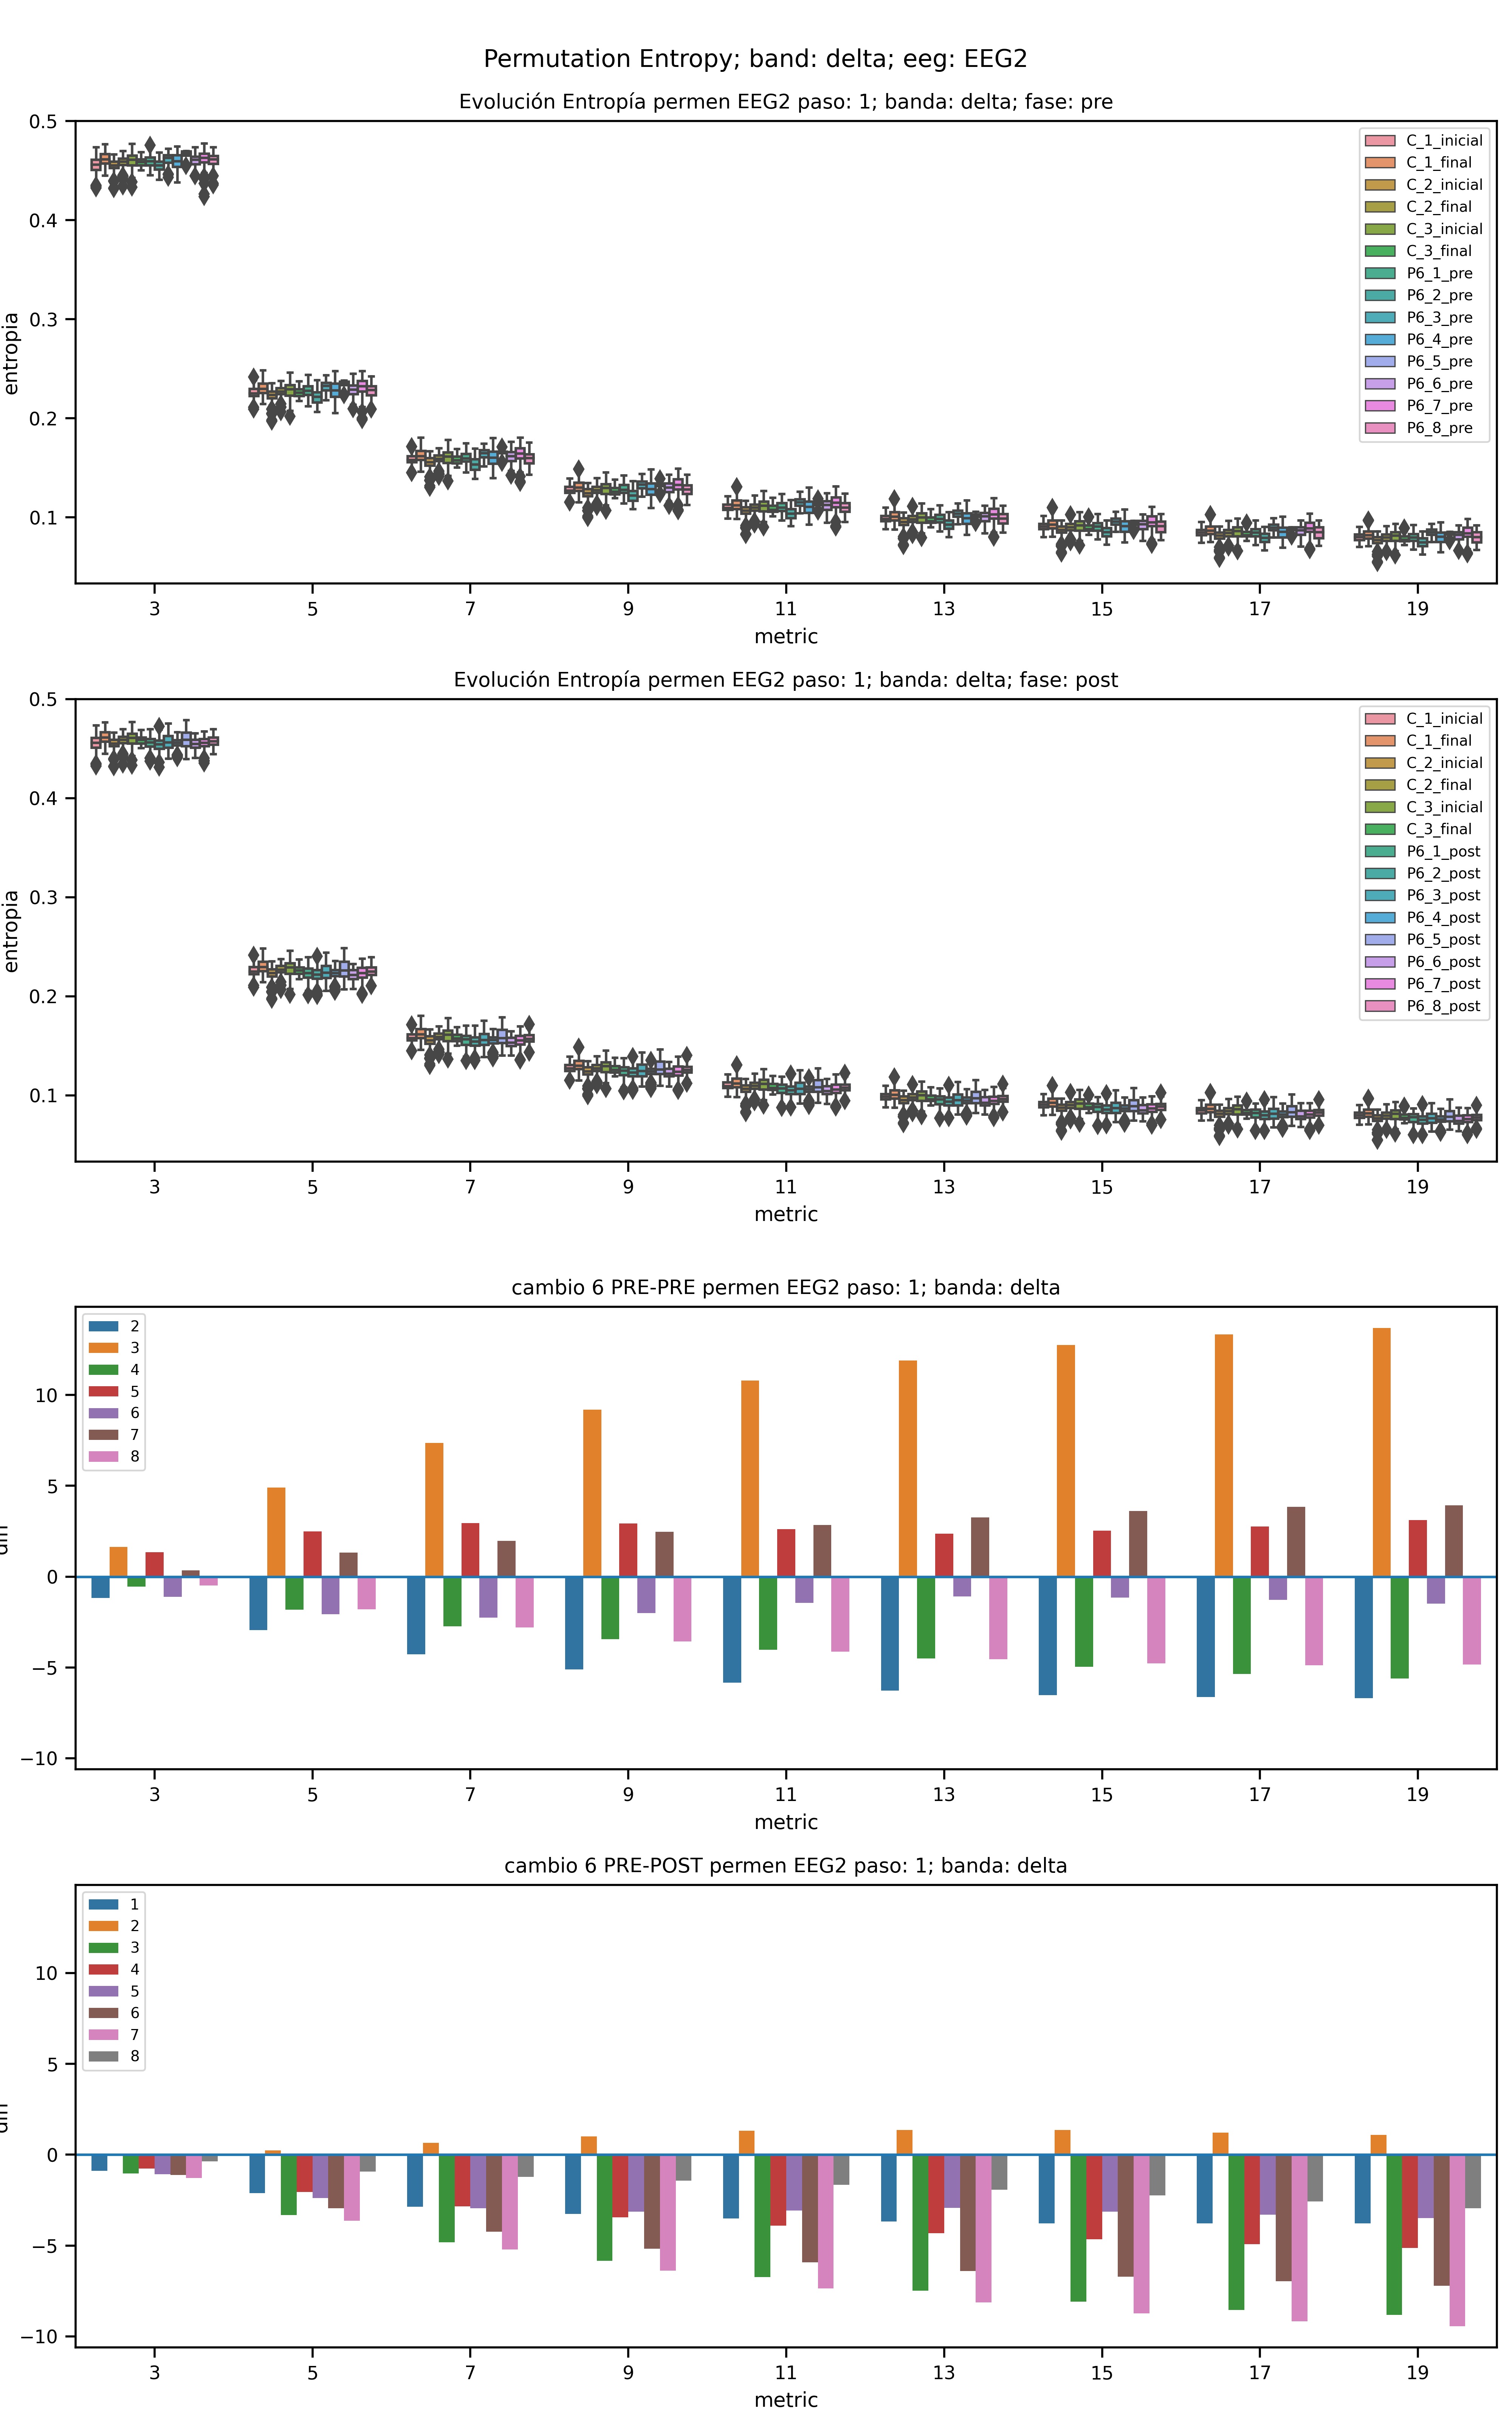 Permutation Entropy; band: delta; eeg: EEG2
Evolución Entropía permen EEG2 paso: 1; banda: delta; fase: pre
0.5
0.4
0.3
0.2
0.1
entropia
C_1_inicial
C_1_final
C_2_inicial
C_2_final
C_3_inicial
C_3_final
P6_1_pre
P6_2_pre
P6_3_pre
P6_4_pre
P6_5_pre
P6_6_pre
P6_7_pre
P6_8_pre
3 5 7 9 11 13 15 17 19
metric
Evolución Entropía permen EEG2 paso: 1; banda: delta; fase: post
0.5
0.4
0.3
0.2
0.1
entropia
C_1_inicial
C_1_final
C_2_inicial
C_2_final
C_3_inicial
C_3_final
P6_1_post
P6_2_post
P6_3_post
P6_4_post
P6_5_post
P6_6_post
P6_7_post
P6_8_post
3 5 7 9 11 13 15 17 19
metric
cambio 6 PRE-PRE permen EEG2 paso: 1; banda: delta
2
3
4
5
6
7
8
10
5
0
−5
−10
3 5 7 9 11 13 15 17 19
metric
cambio 6 PRE-POST permen EEG2 paso: 1; banda: delta
1
2
3
4
5
6
7
8
10
5
0
−5
−10
3 5 7 9 11 13 15 17 19
metric